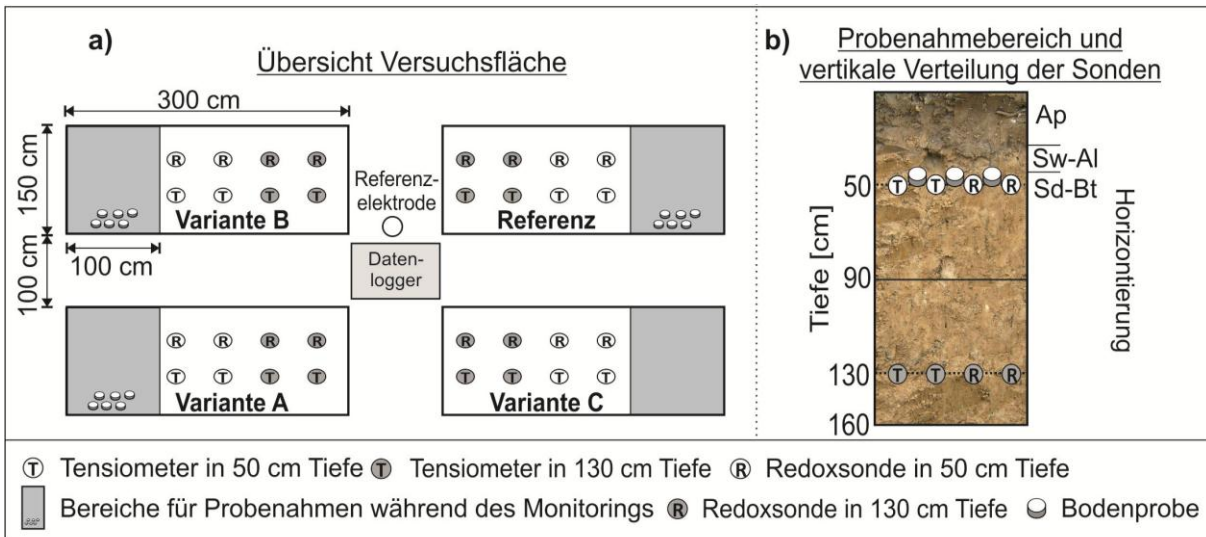 a)
Übersicht Versuchsfläche
300 cm
150 cm
R R R R
T T T T
Variante B
100 cm
100 cm
Referenz-
elektrode
Daten-
logger
R R R R
T T T T
Referenz
R R R R
T T T T
Variante A
R R R R
T T T T
Variante C
b)
Probenahmebereich und
vertikale Verteilung der Sonden
Ap
Sw-Al
Sd-Bt
Horizontierung
Tiefe [cm]
50
T T R R
90
130
T T R R
160
T Tensiometer in 50 cm Tiefe T Tensiometer in 130 cm Tiefe R Redoxsonde in 50 cm Tiefe
Bereiche für Probenahmen während des Monitorings R Redoxsonde in 130 cm Tiefe Bodenprobe